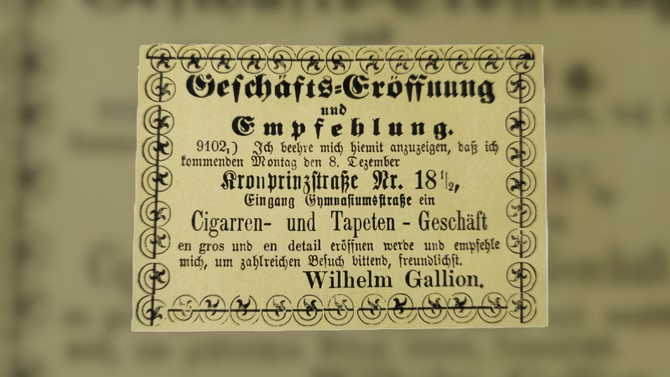 Geschäfts-Eröffnung
und
Empfehlung.
9102,) Ich beehre mich hiemit anzuzeigen, daß ich
kommenden Montag den 8. Dezember
Kronprinzstraße Nr. 18½,
Eingang Gymnasiumsstraße ein
Cigarren- und Tapeten-Geschäft
en gros und en detail eröffnen werde und empfehle
mich, um zahlreichen Besuch bittend, freundlichst.
Wilhelm Gallion.